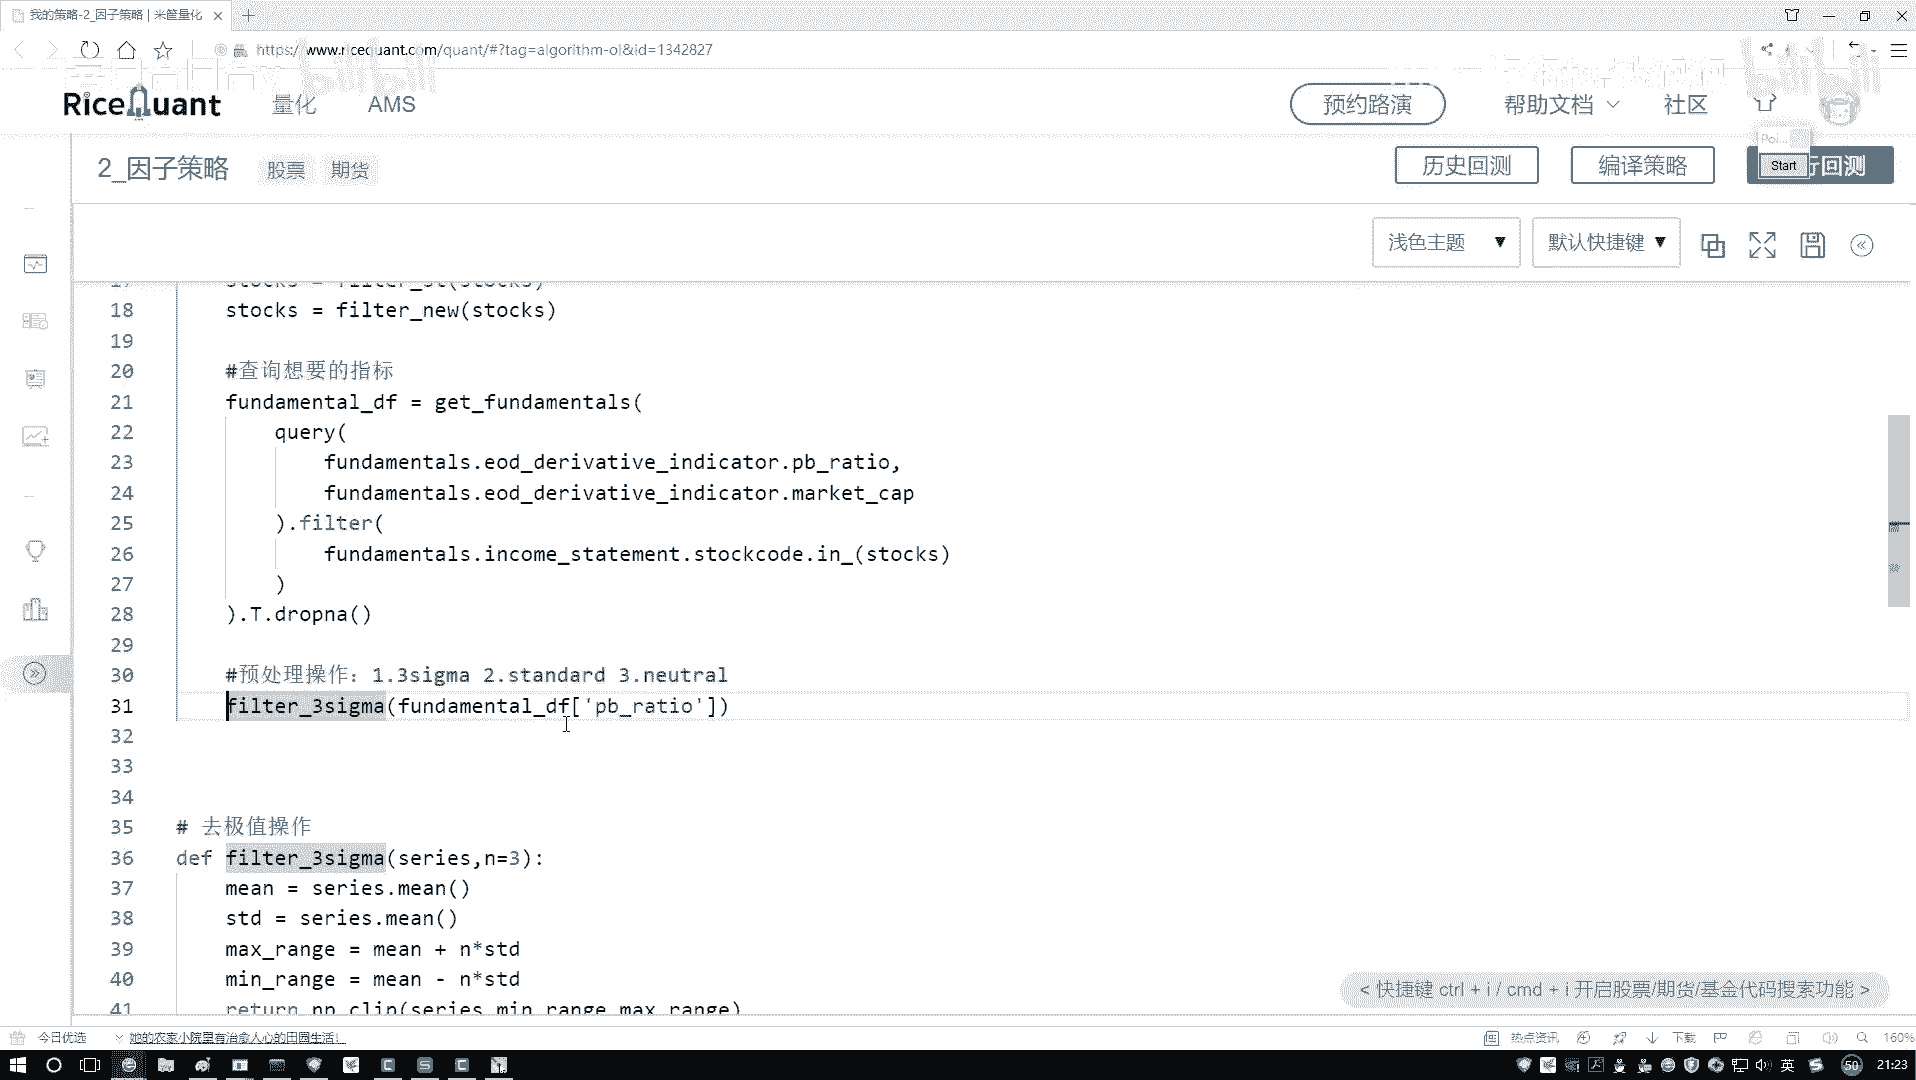 我的策略-2_因子策略 | 米筐量化
https://www.ricequant.com/quant/#?tag=algorithm-ol&id=1342827
bilibili
bilibili
RiceQuant 量化 AMS 预约路演 帮助文档 社区
Poi...
2_因子策略 股票 期货 历史回测 编译策略 Start 行回测
浅色主题 默认快捷键
17 stocks = filter_st(stocks)
18 stocks = filter_new(stocks)
19
20 #查询想要的指标
21 fundamental_df = get_fundamentals(
22 query(
23 fundamentals.eod_derivative_indicator.pb_ratio,
24 fundamentals.eod_derivative_indicator.market_cap
25 ).filter(
26 fundamentals.income_statement.stockcode.in_(stocks)
27 )
28 ).T.dropna()
29
30 #预处理操作：1.3sigma 2.standard 3.neutral
31 filter_3sigma(fundamental_df['pb_ratio'])
32
33
34
35 # 去极值操作
36 def filter_3sigma(series,n=3):
37 mean = series.mean()
38 std = series.mean()
39 max_range = mean + n*std
40 min_range = mean - n*std
41 return np.clip(series,min_range,max_range)
< 快捷键 ctrl + i / cmd + i 开启股票/期货/基金代码搜索功能 >
今日优选 她的农家小院里有治愈人心的田园生活！ 热点资讯 下载 160%
英 50 21:23